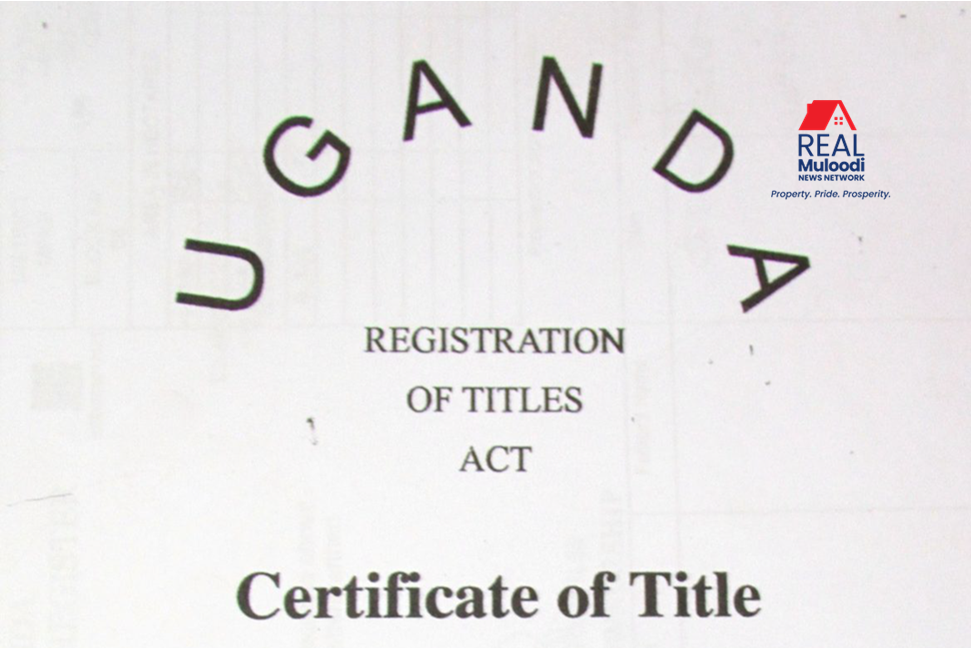 UGANDA
REAL
Muloodi
NEWS NETWORK
Property. Pride. Prosperity.
REGISTRATION
OF TITLES
ACT
Certificate of Title